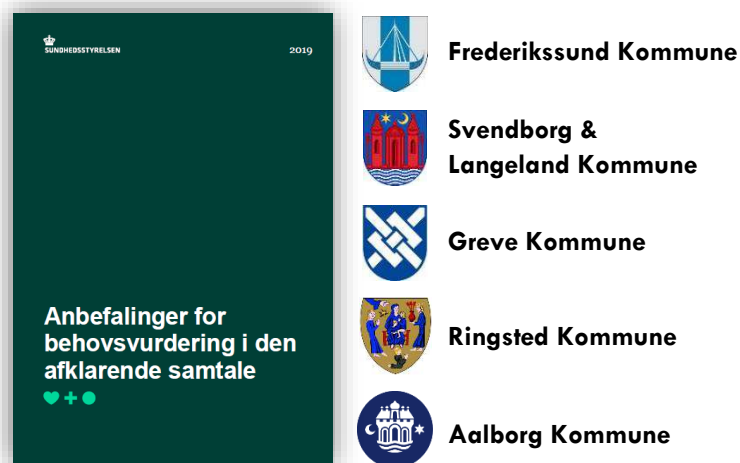 SUNDHEDSSTYRELSEN
2019
Anbefalinger for
behovsvurdering i den
afklarende samtale
Frederikssund Kommune
Svendborg &
Langeland Kommune
Greve Kommune
Ringsted Kommune
Aalborg Kommune